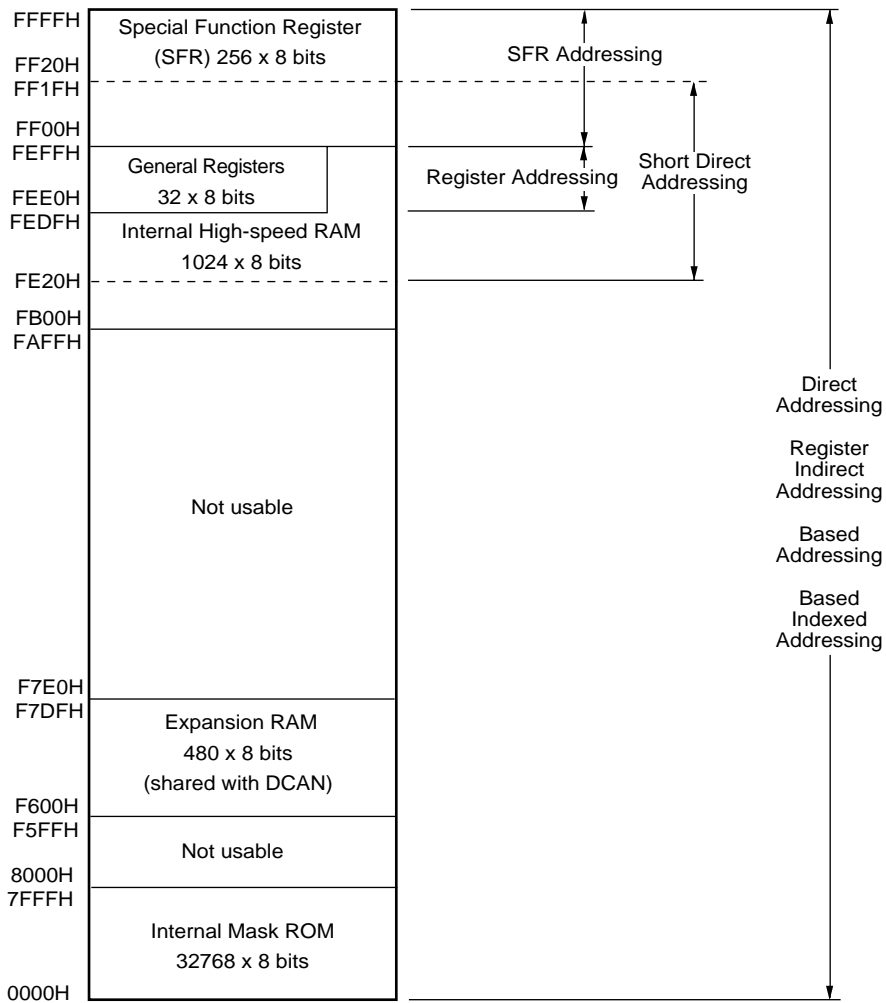 FFFFH
FF20H
FF1FH
FF00H
FEFFH
FEE0H
FEDFH
FE20H
FB00H
FAFFH
F7E0H
F7DFH
F600H
F5FFH
8000H
7FFFH
0000H
Special Function Register
(SFR) 256 x 8 bits
General Registers
32 x 8 bits
Internal High-speed RAM
1024 x 8 bits
Not usable
Expansion RAM
480 x 8 bits
(shared with DCAN)
Not usable
Internal Mask ROM
32768 x 8 bits
SFR Addressing
Register Addressing
Short Direct
Addressing
Direct
Addressing
Register
Indirect
Addressing
Based
Addressing
Based
Indexed
Addressing